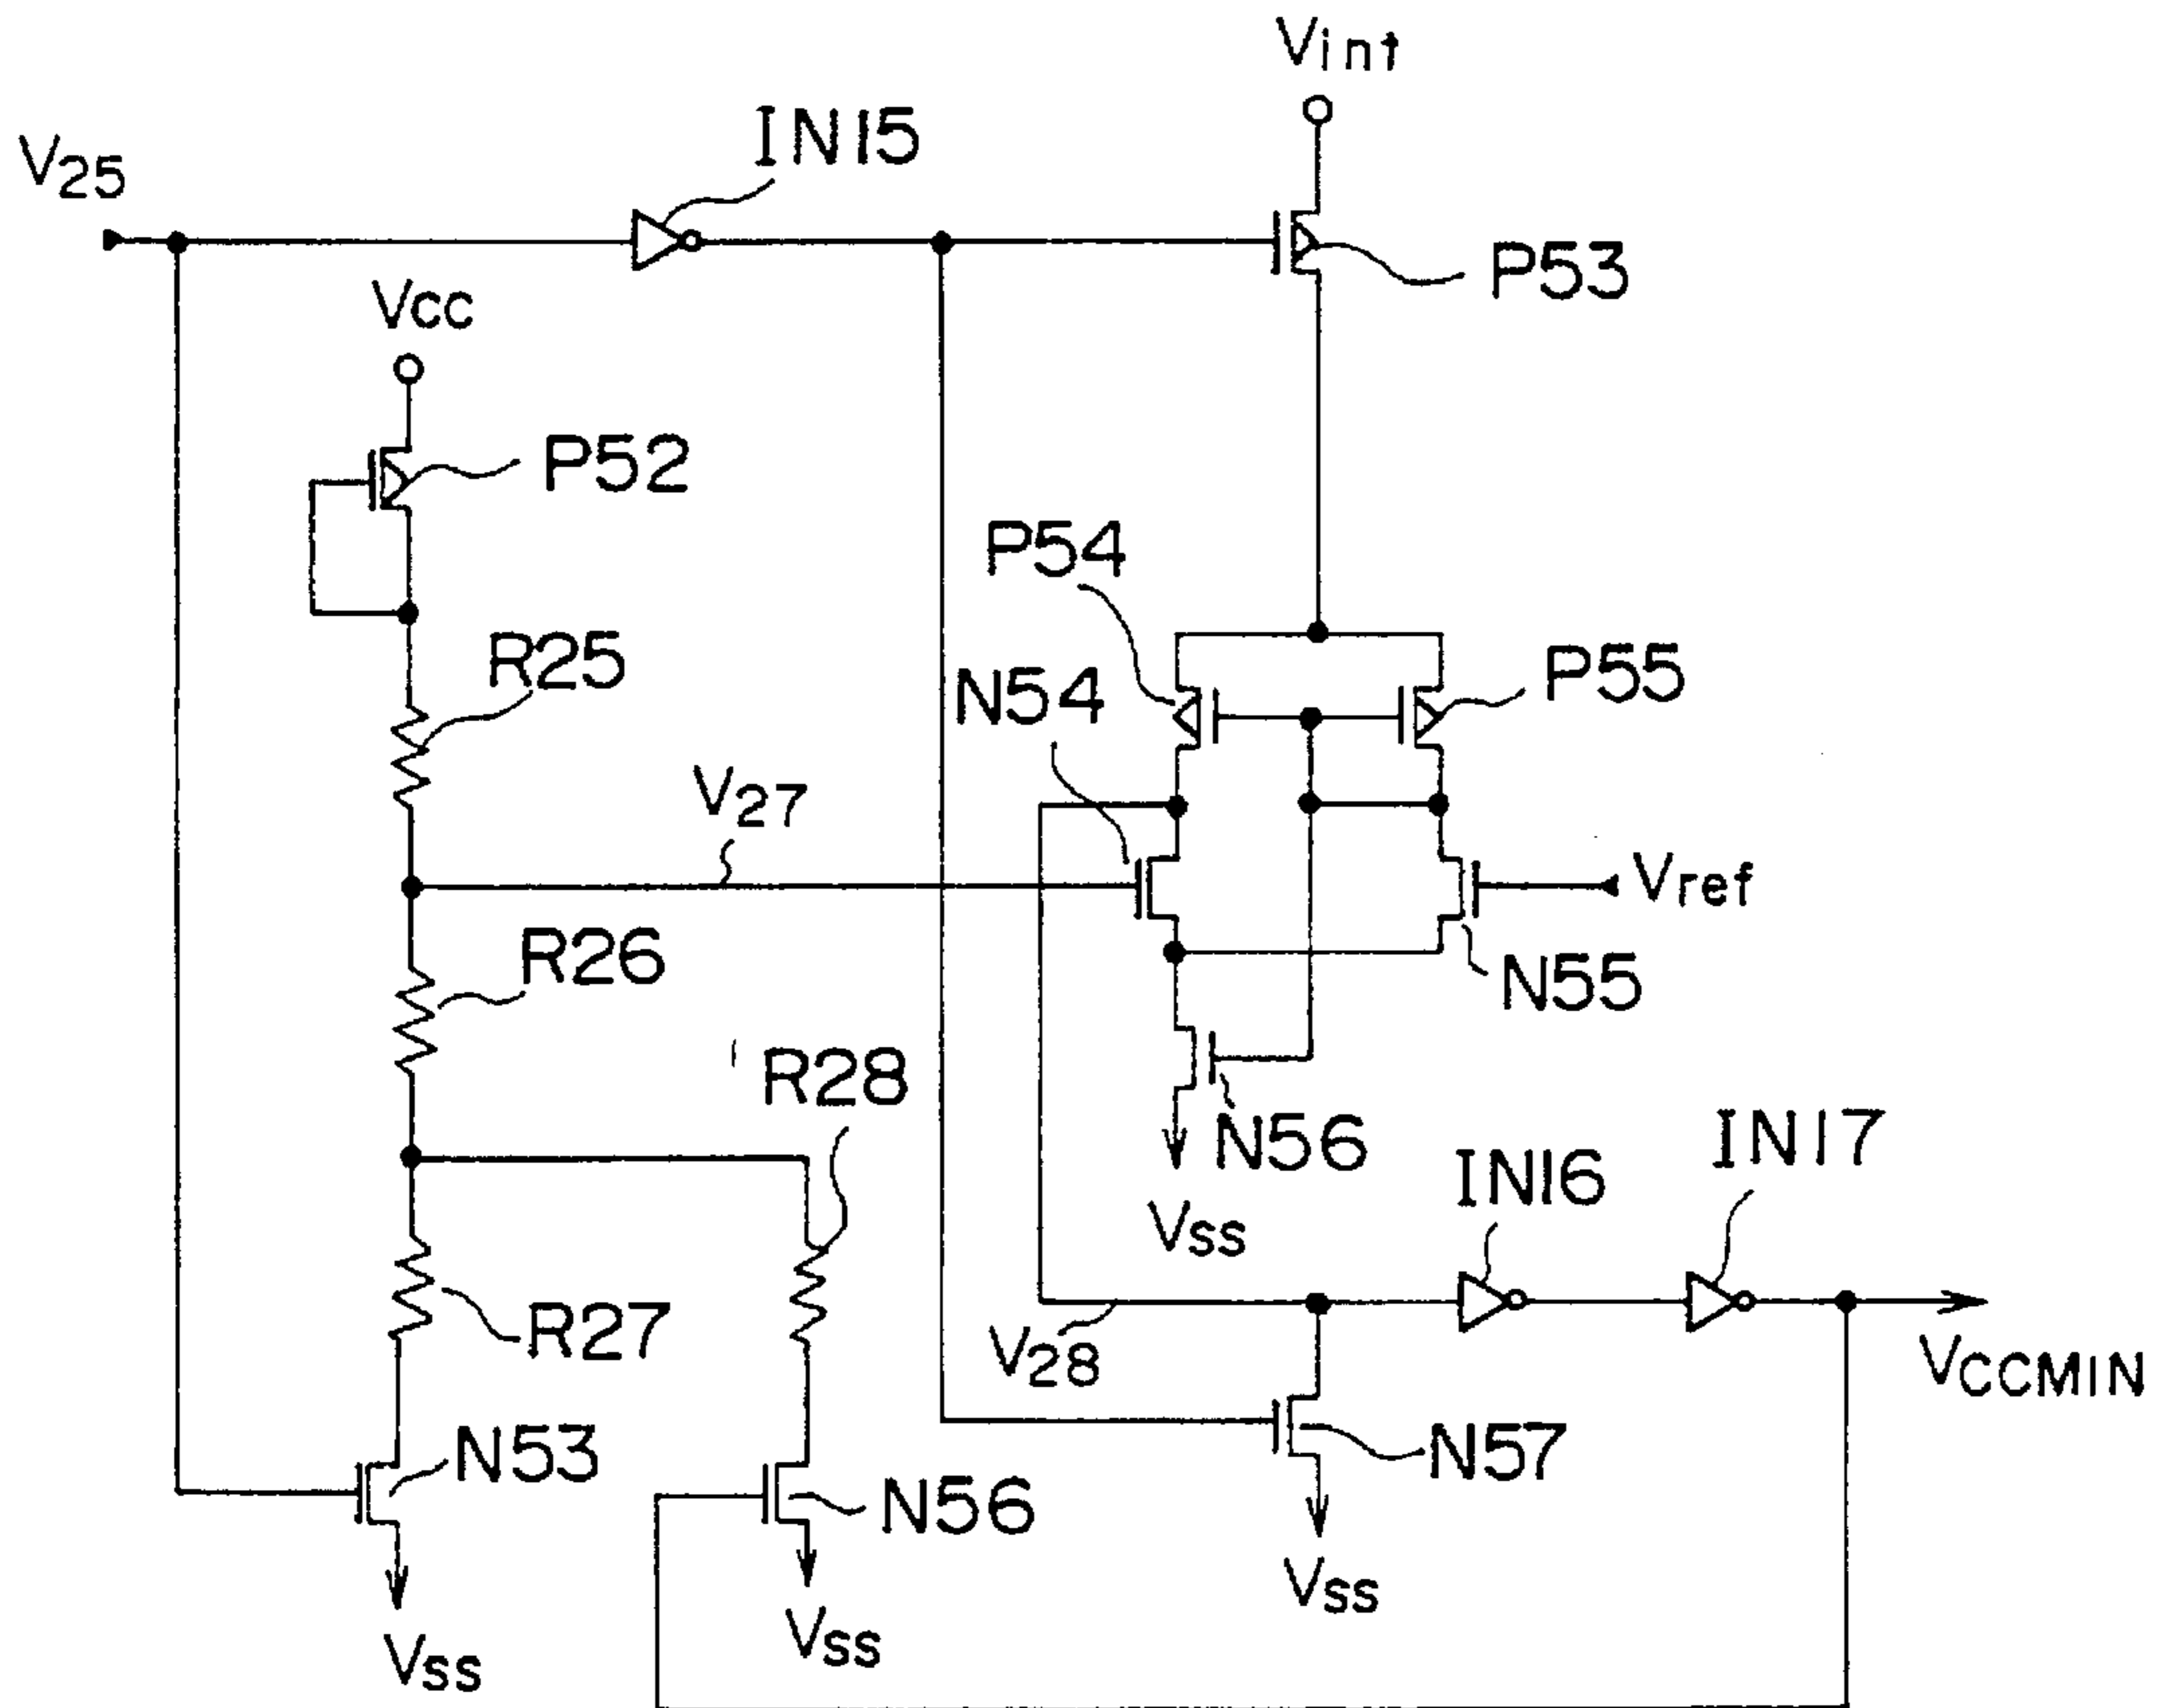 Vint
IN15
V25
P53
Vcc
P52
P54
R25
P55
N54
V27
Vref
R26
N55
R28
N56
IN17
IN16
Vss
R27
V28
VCCMIN
N53
N57
N56
Vss
Vss
Vss